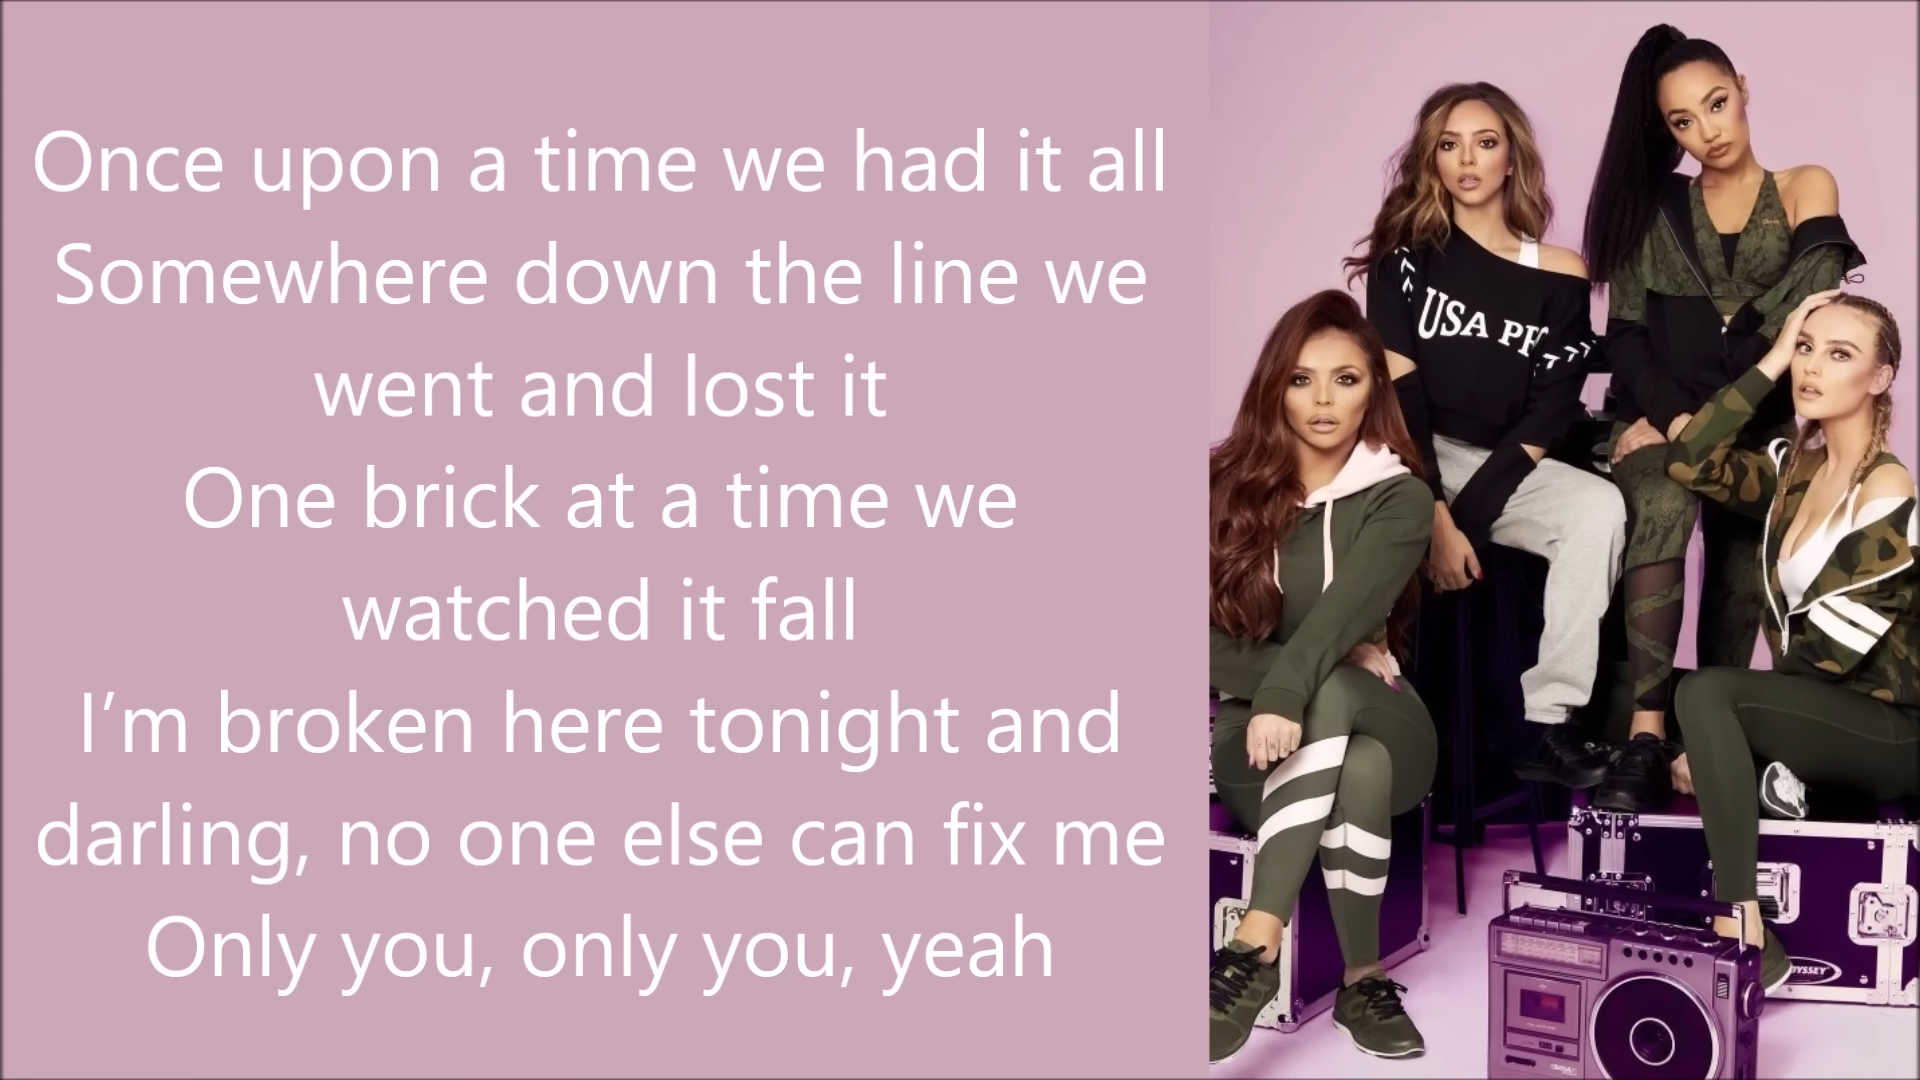 Once upon a time we had it all
Somewhere down the line we
went and lost it
One brick at a time we
watched it fall
I’m broken here tonight and
darling, no one else can fix me
Only you, only you, yeah
USA